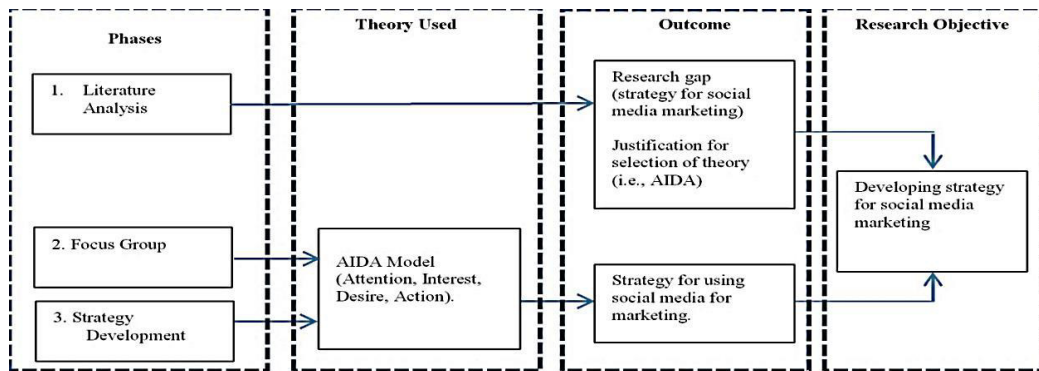 Phases
1. Literature
Analysis
2. Focus Group
3. Strategy
Development
Theory Used
AIDA Model
(Attention, Interest,
Desire, Action).
Outcome
Research gap
(strategy for social
media marketing)
Justification for
selection of theory
(i.e., AIDA)
Strategy for using
social media for
marketing.
Research Objective
Developing strategy
for social media
marketing